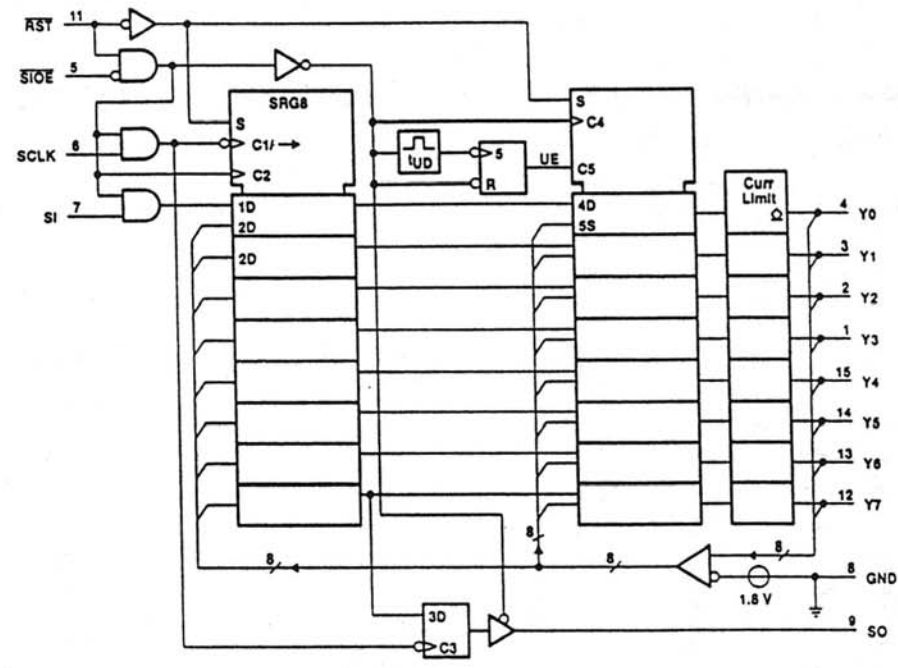 RST 11
SIOE 5
SCLK 6
SI 7
SRG8
S
C1/→
C2
1D
2D
2D
tUD
5
R
UE
S
C4
C5
4D
5S
Curr
Limit
Ω
4 Y0
3 Y1
2 Y2
1 Y3
15 Y4
14 Y5
13 Y6
12 Y7
8
8
8
8
8 GND
1.8 V
3D
C3
9 SO